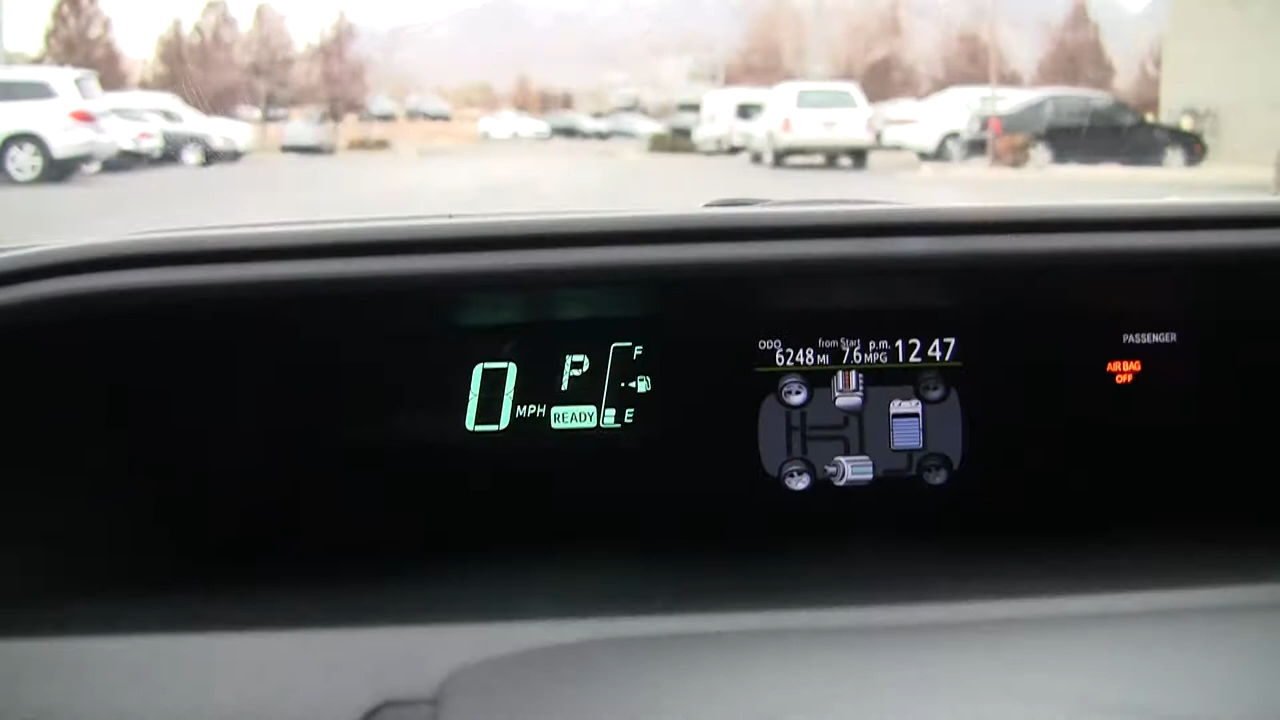 0 MPH
P
READY
F
E
ODO 6248 MI
from Start 7.6 MPG
p.m. 12 47
PASSENGER
AIR BAG
OFF